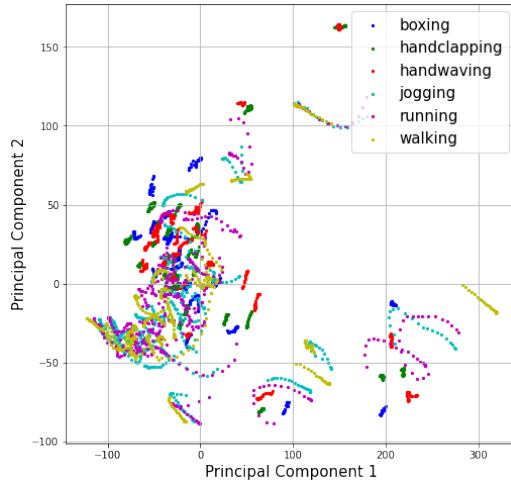 boxing
handclapping
handwaving
jogging
running
walking
150
100
50
0
−50
−100
Principal Component 2
−100
0
100
200
300
Principal Component 1